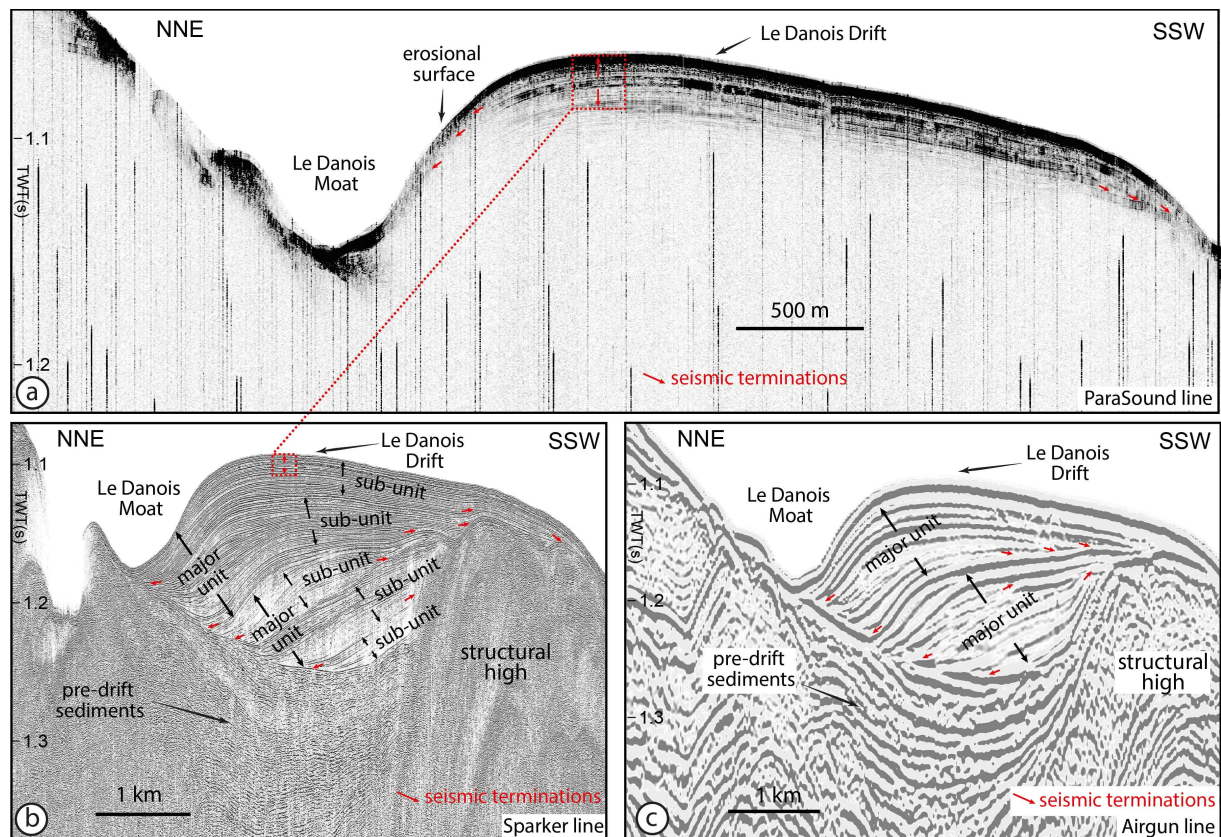 NNE
SSW
Le Danois Drift
erosional
surface
1.1
TWT(s)
Le Danois
Moat
500 m
1.2
seismic terminations
a
ParaSound line
NNE
SSW
Le Danois
Drift
1.1
TWT(s)
Le Danois
Moat
sub-unit
sub-unit
major
unit
sub-unit
sub-unit
major
unit
sub-unit
1.2
structural
high
pre-drift
sediments
1.3
1 km
seismic terminations
b
Sparker line
NNE
SSW
Le Danois
Drift
1.1
TWT(s)
Le Danois
Moat
major unit
1.2
major unit
pre-drift
sediments
structural
high
1.3
1 km
seismic terminations
c
Airgun line